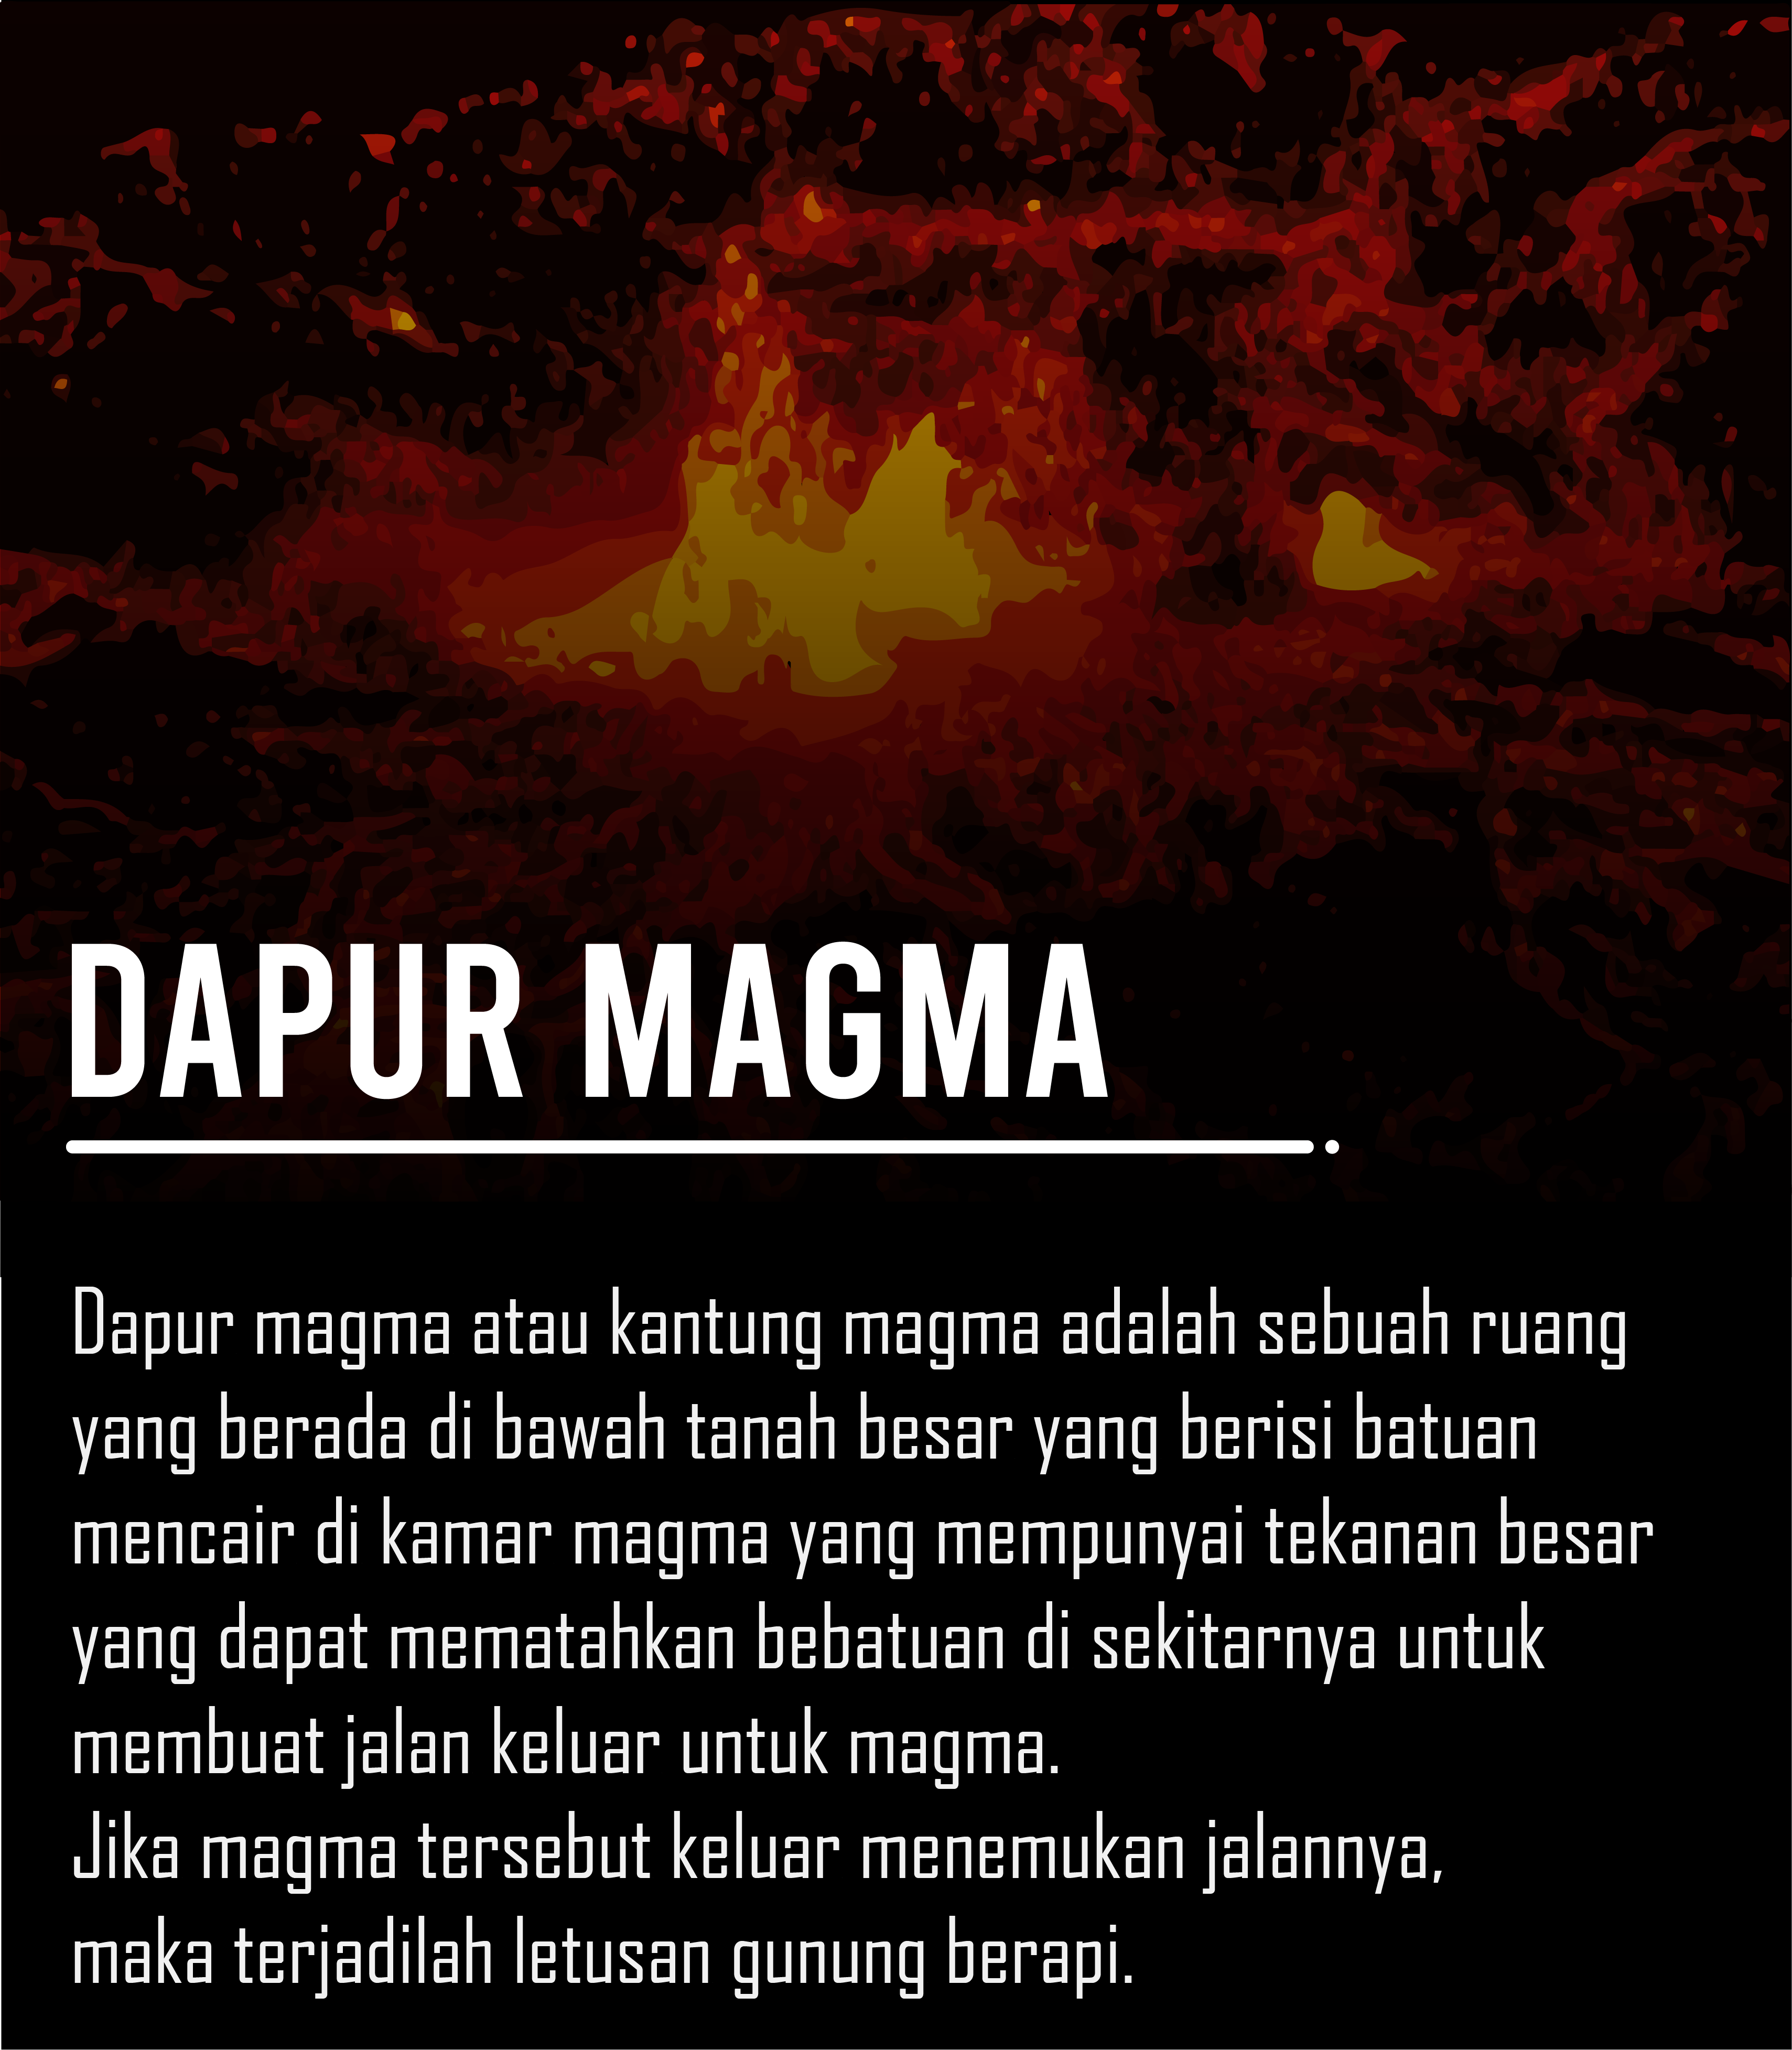 DAPUR MAGMA
Dapur magma atau kantung magma adalah sebuah ruang
yang berada di bawah tanah besar yang berisi batuan
mencair di kamar magma yang mempunyai tekanan besar
yang dapat mematahkan bebatuan di sekitarnya untuk
membuat jalan keluar untuk magma.
Jika magma tersebut keluar menemukan jalannya,
maka terjadilah letusan gunung berapi.